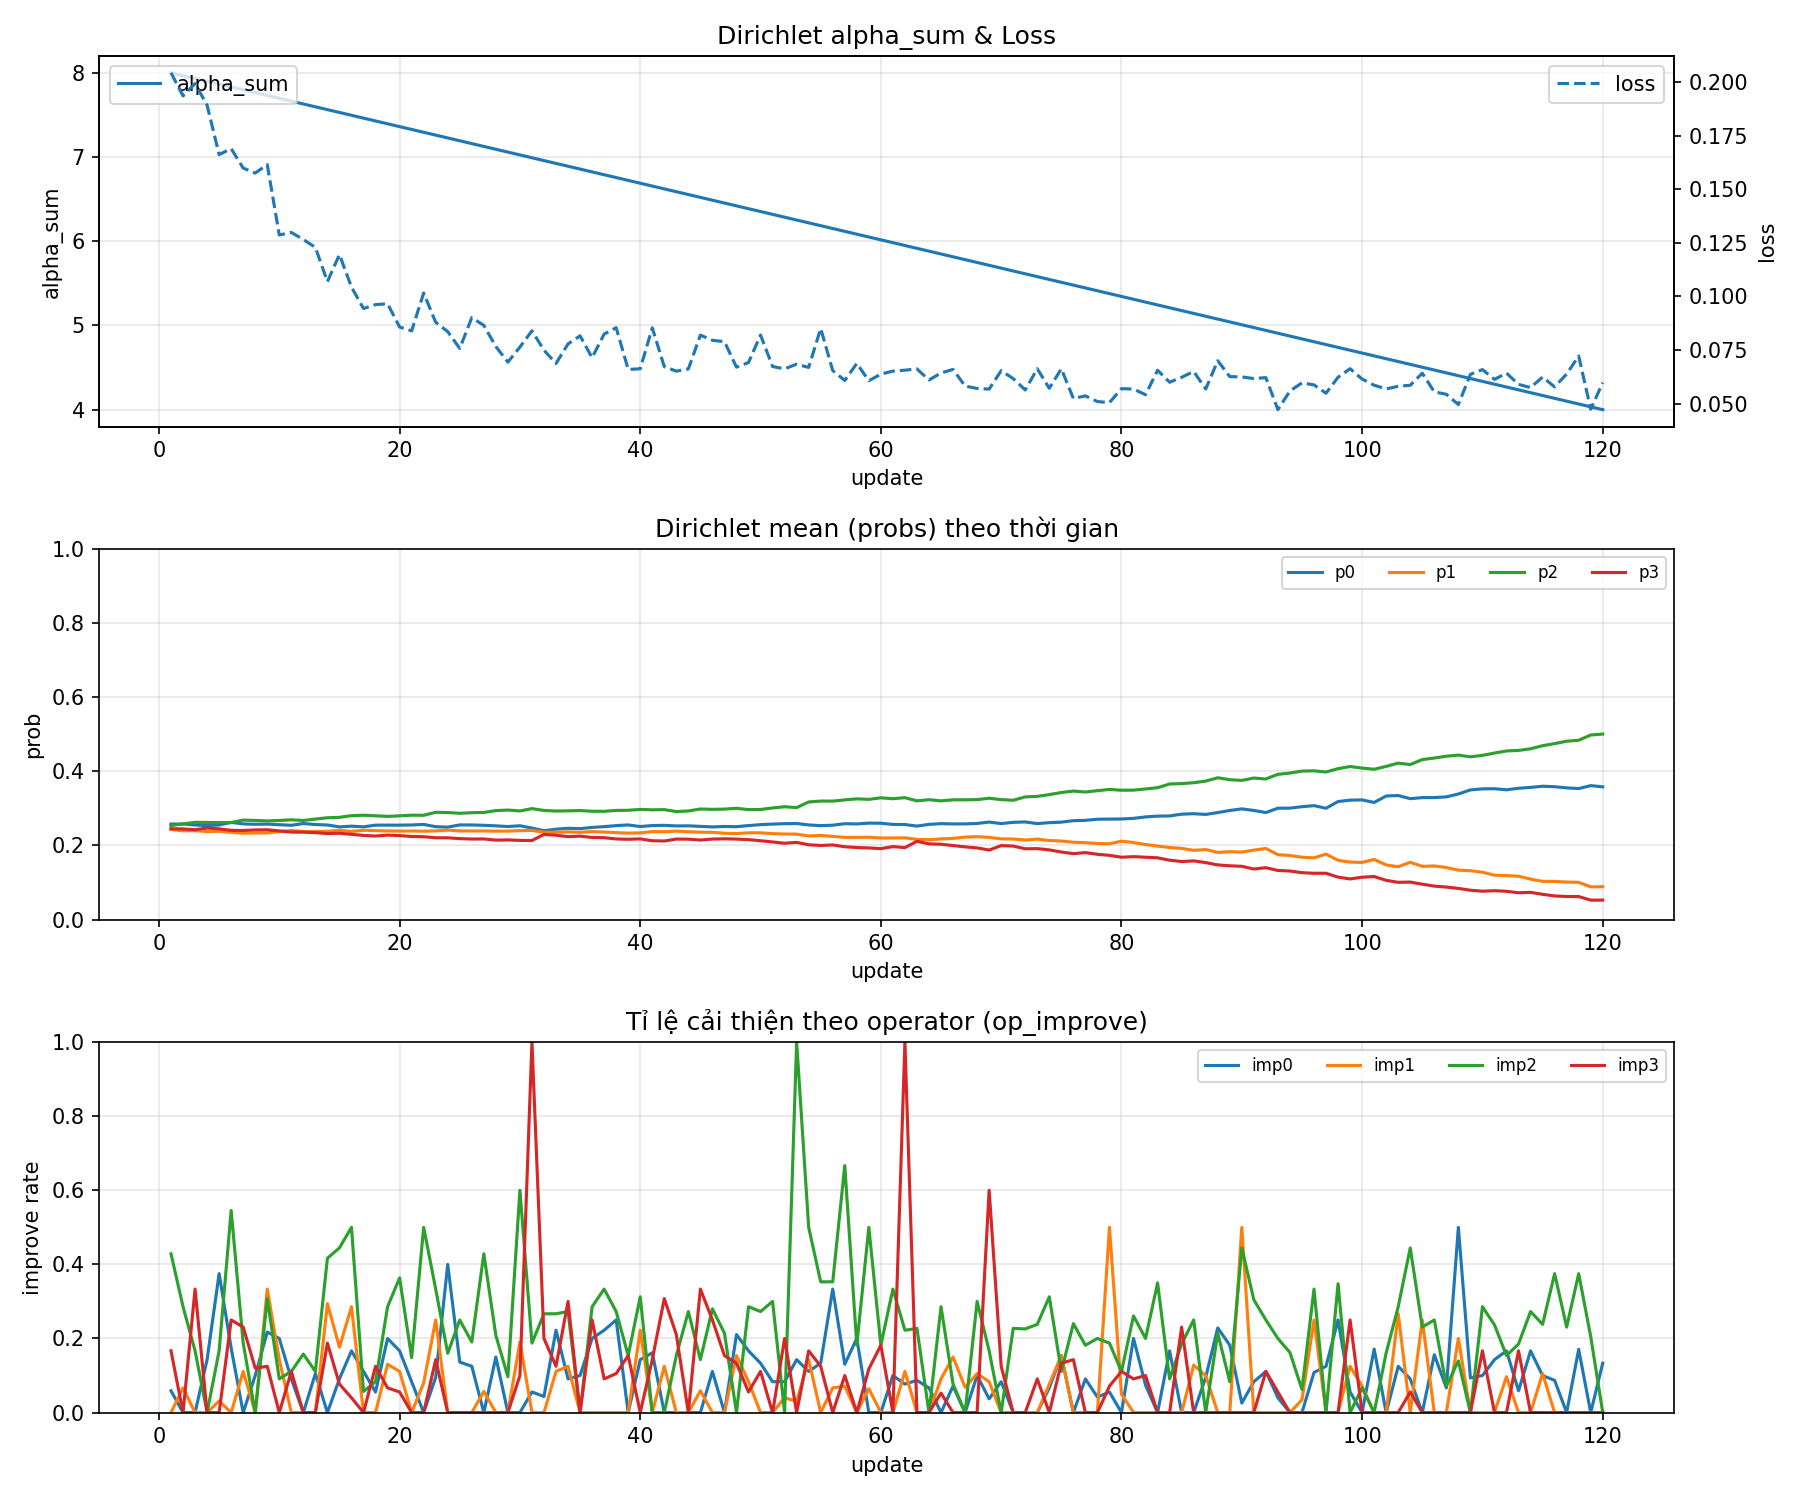 Dirichlet alpha_sum & Loss
alpha_sum
loss
8
7
6
5
4
0.200
0.175
0.150
0.125
0.100
0.075
0.050
alpha_sum
loss
0 20 40 60 80 100 120
update
Dirichlet mean (probs) theo thời gian
p0 p1 p2 p3
1.0
0.8
0.6
0.4
0.2
0.0
prob
0 20 40 60 80 100 120
update
Tỉ lệ cải thiện theo operator (op_improve)
imp0 imp1 imp2 imp3
1.0
0.8
0.6
0.4
0.2
0.0
improve rate
0 20 40 60 80 100 120
update